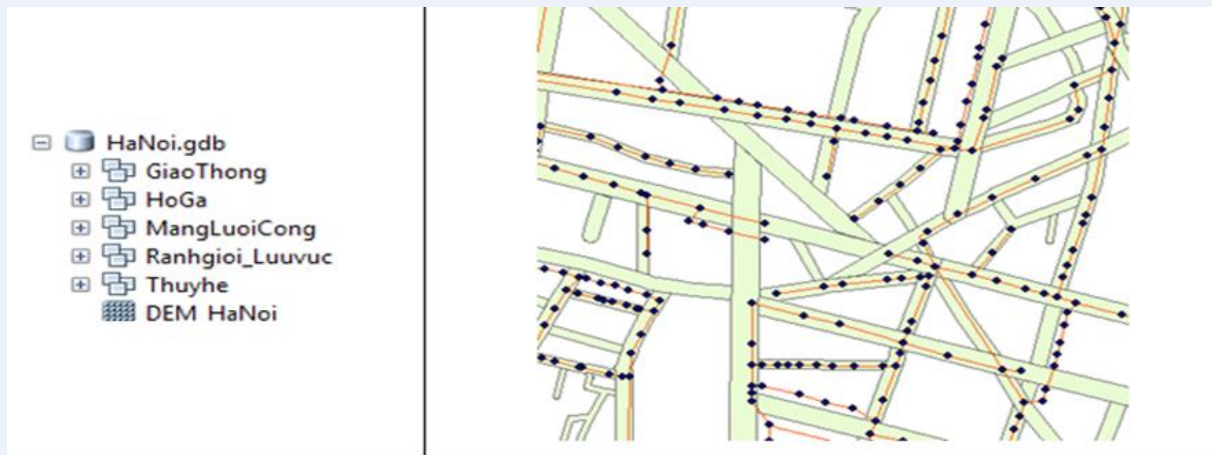 HaNoi.gdb
GiaoThong
HoGa
MangLuoiCong
Ranhgioi_Luuvuc
Thuyhe
DEM HaNoi